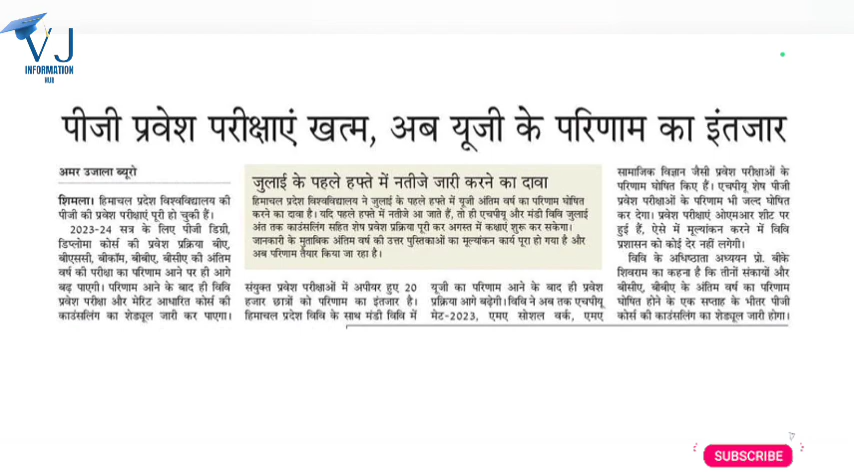 VJ
INFORMATION
HUB
पीजी प्रवेश परीक्षाएं खत्म, अब यूजी के परिणाम का इंतजार
अमर उजाला ब्यूरो
शिमला। हिमाचल प्रदेश विश्वविद्यालय की
पीजी की प्रवेश परीक्षाएं पूरी हो चुकी हैं।
2023-24 सत्र के लिए पीजी डिग्री,
डिप्लोमा कोर्स की प्रवेश प्रक्रिया बीए,
बीएससी, बीकॉम, बीबीए, बीसीए की अंतिम
वर्ष की परीक्षा का परिणाम आने पर ही आगे
बढ़ पाएगी। परिणाम आने के बाद ही विवि
प्रवेश परीक्षा और मेरिट आधारित कोर्स की
काउंसलिंग का शेड्यूल जारी कर पाएगा।
जुलाई के पहले हफ्ते में नतीजे जारी करने का दावा
हिमाचल प्रदेश विश्वविद्यालय ने जुलाई के पहले हफ्ते में यूजी अंतिम वर्ष का परिणाम घोषित
करने का दावा है। यदि पहले हफ्ते में नतीजे आ जाते हैं, तो ही एचपीयू और मंडी विवि जुलाई
अंत तक काउंसलिंग सहित शेष प्रवेश प्रक्रिया पूरी कर अगस्त में कक्षाएं शुरू कर सकेगा।
जानकारी के मुताबिक अंतिम वर्ष की उत्तर पुस्तिकाओं का मूल्यांकन कार्य पूरा हो गया है और
अब परिणाम तैयार किया जा रहा है।
संयुक्त प्रवेश परीक्षाओं में अपीयर हुए 20
हजार छात्रों को परिणाम का इंतजार है।
हिमाचल प्रदेश विवि के साथ मंडी विवि में
यूजी का परिणाम आने के बाद ही प्रवेश
प्रक्रिया आगे बढ़ेगी। विवि ने अब तक एचपीयू
मेट-2023, एमए सोशल वर्क, एमए
सामाजिक विज्ञान जैसी प्रवेश परीक्षाओं के
परिणाम घोषित किए हैं। एचपीयू शेष पीजी
प्रवेश परीक्षाओं के परिणाम भी जल्द घोषित
कर देगा। प्रवेश परीक्षाएं ओएमआर शीट पर
हुई हैं, ऐसे में मूल्यांकन करने में विवि
प्रशासन को कोई देर नहीं लगेगी।
विवि के अधिष्ठाता अध्ययन प्रो. बीके
शिवराम का कहना है कि तीनों संकायों और
बीसीए, बीबीए के अंतिम वर्ष का परिणाम
घोषित होने के एक सप्ताह के भीतर पीजी
कोर्स की काउंसलिंग का शेड्यूल जारी होगा।
SUBSCRIBE